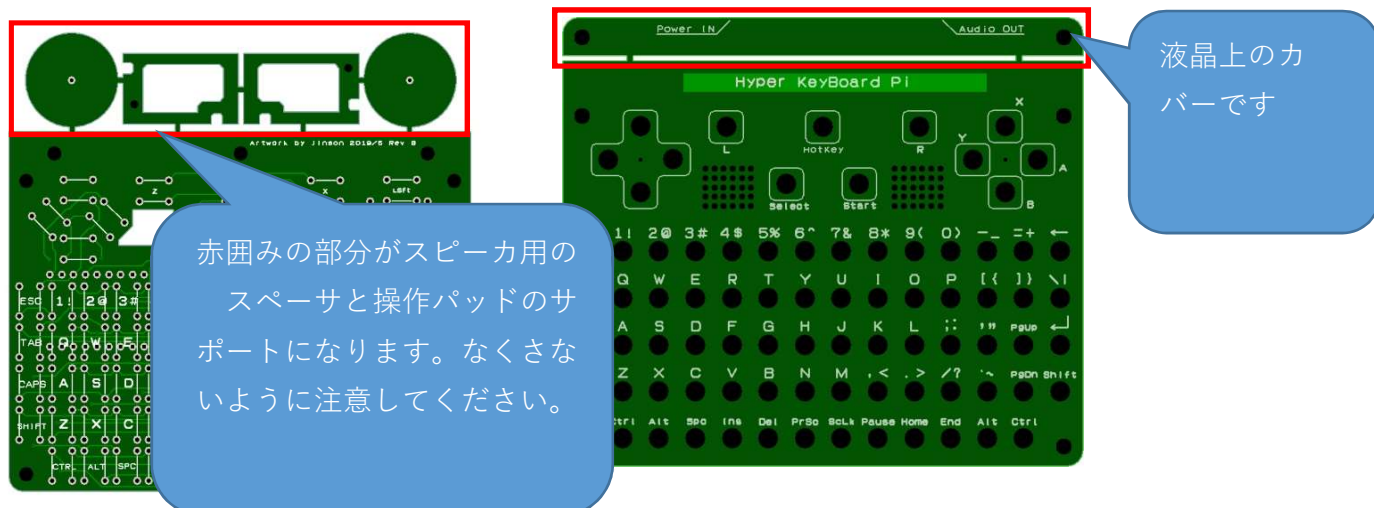 Power IN
Audio OUT
液晶上のカ
バーです
Hyper KeyBoard Pi
X
Y
L
HotKey
R
A
Select
Start
B
Artwork by Jinson 2019/5 Rev B
Z
X
Left
赤囲みの部分がスピーカ用の
スペーサと操作パッドのサ
ポートになります。なくさな
いように注意してください。
1! 2@ 3# 4$ 5% 6^ 7& 8* 9( 0) -_ =+ ←
Q W E R T Y U I O P [{ ]} \|
A S D F G H J K L ;: '" PgUp ↵
Z X C V B N M ,< .> /? `~ PgDn Shift
Ctrl Alt Spc Ins Del PrSc ScLk Pause Home End Alt Ctrl
ESC 1! 2@ 3#
TAB Q W E
CAPS A S D
SHIFT Z X C
CTRL ALT SPC